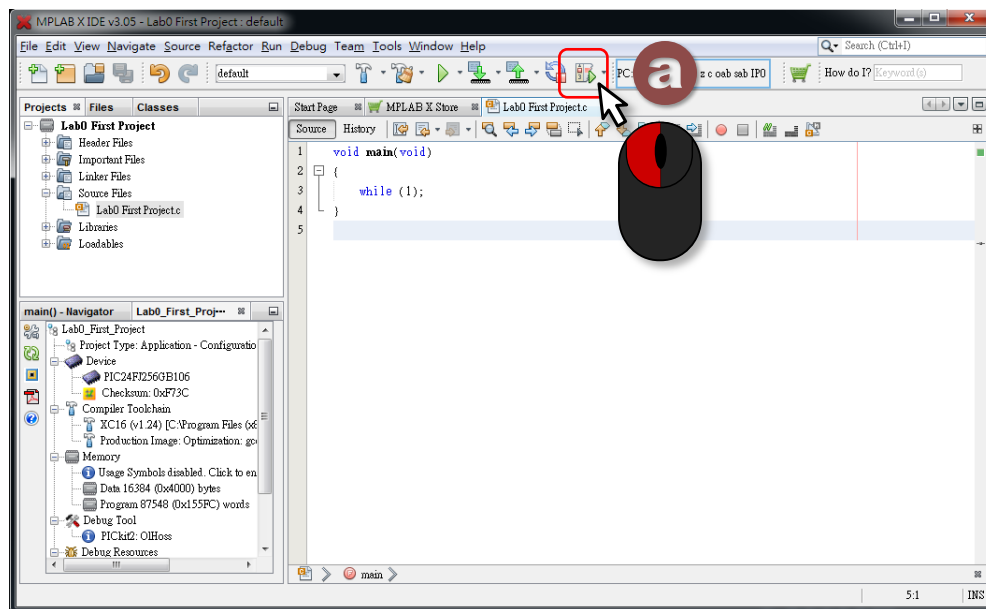 MPLAB X IDE v3.05 - Lab0 First Project : default
File Edit View Navigate Source Refactor Run Debug Team Tools Window Help
Search (Ctrl+I)
default
PC:
z c oab sab IP0
How do I? Keyword(s)
a
Projects Files Classes
Start Page MPLAB X Store Lab0 First Project.c
Lab0 First Project
Header Files
Important Files
Linker Files
Source Files
Lab0 First Project.c
Libraries
Loadables
Source History
1 void main(void)
2 {
3 while (1);
4 }
5
main() - Navigator Lab0_First_Proj...
Lab0_First_Project
Project Type: Application - Configuratio
Device
PIC24FJ256GB106
Checksum: 0xF73C
Compiler Toolchain
XC16 (v1.24) [C:\Program Files (x8
Production Image: Optimization: gc
Memory
Usage Symbols disabled. Click to en
Data 16384 (0x4000) bytes
Program 87548 (0x155FC) words
Debug Tool
PICkit2: OlHoss
Debug Resources
main
5:1 INS